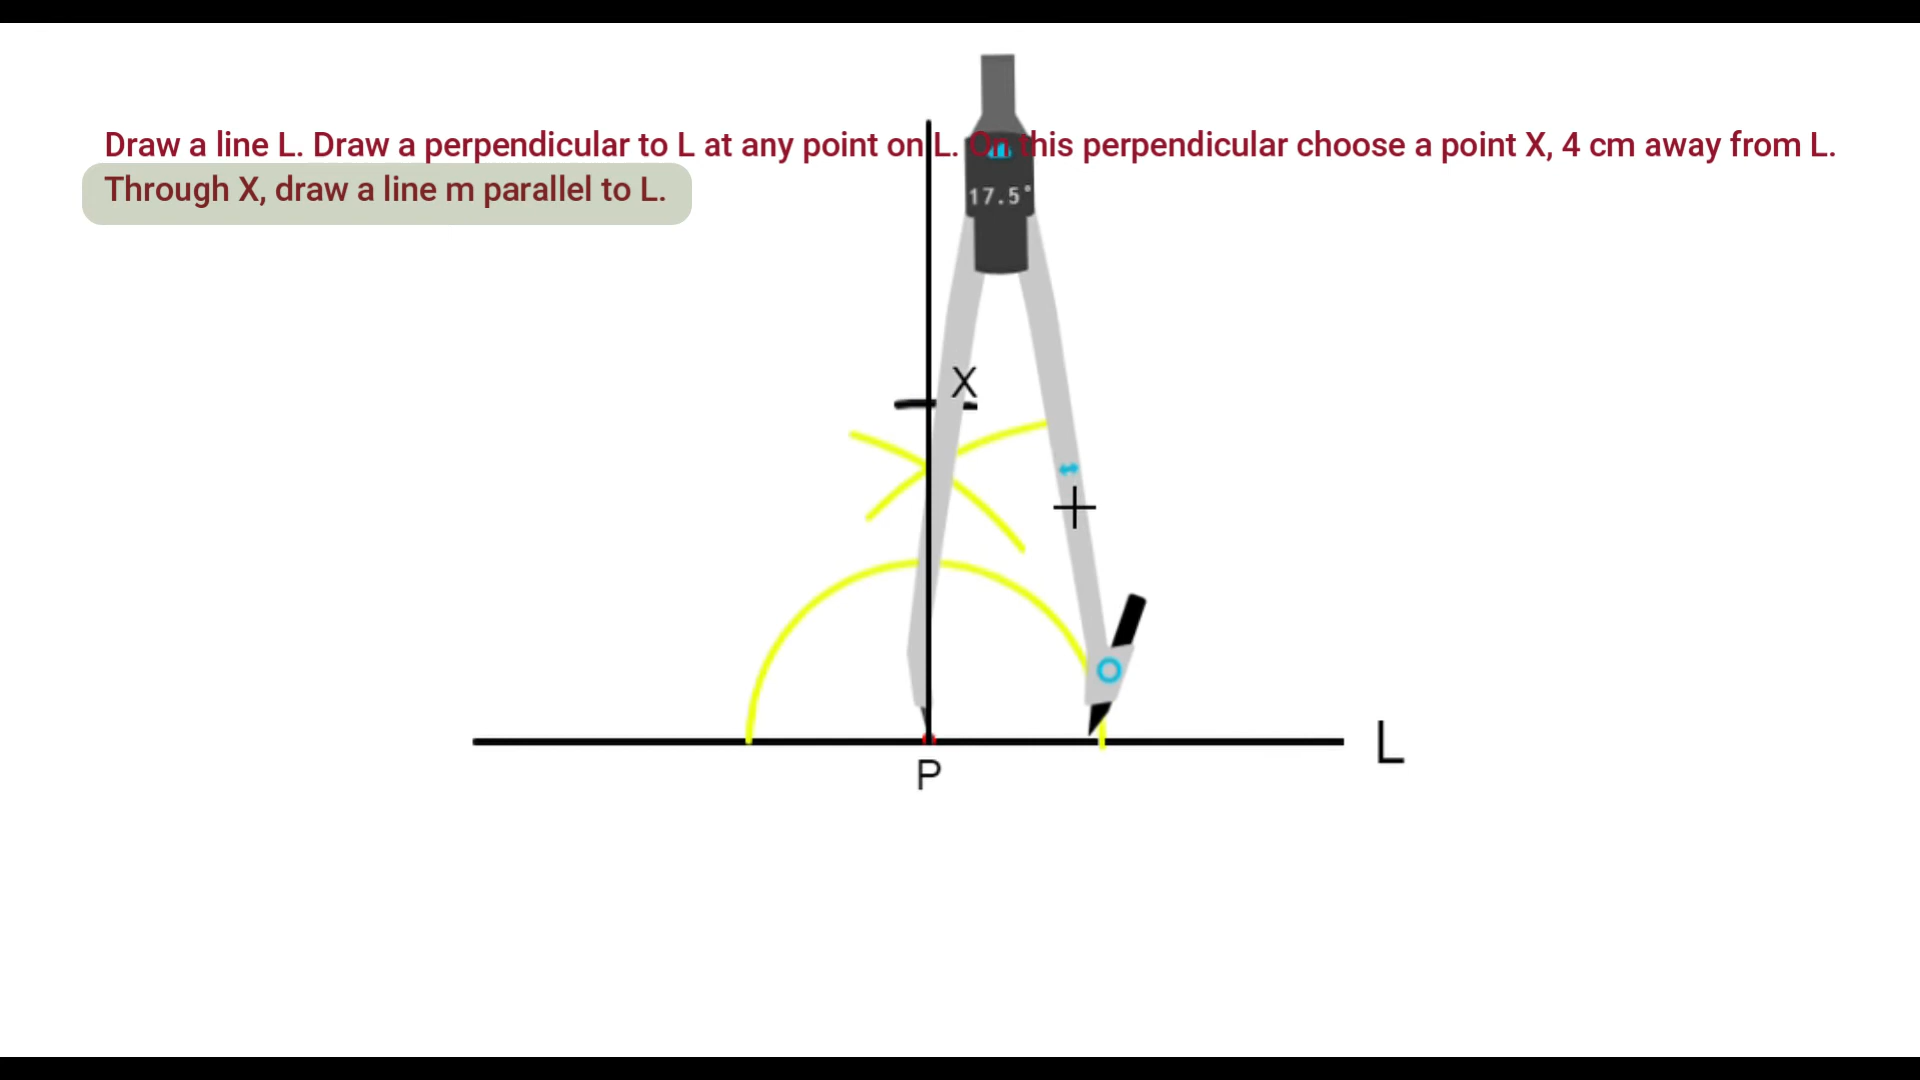 Draw a line L. Draw a perpendicular to L at any point on L. On this perpendicular choose a point X, 4 cm away from L.
Through X, draw a line m parallel to L.
17.5°
X
L
P